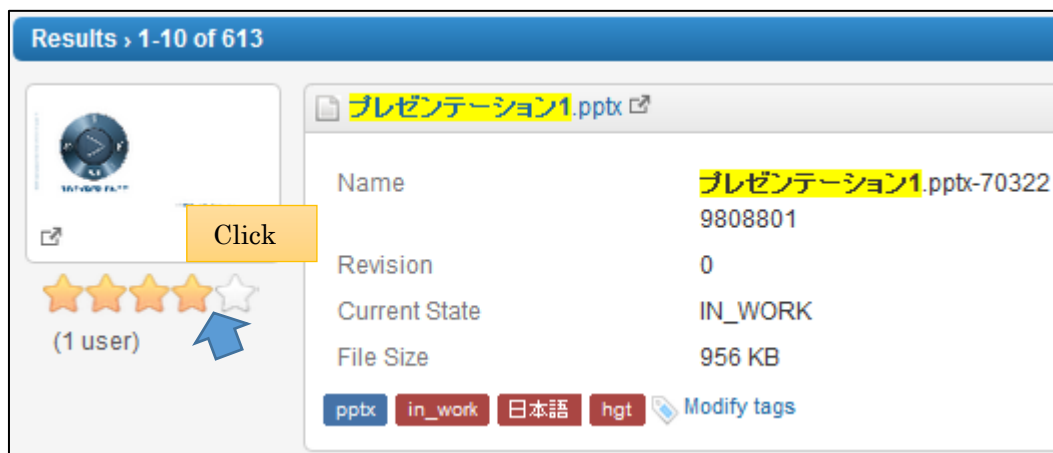 Results › 1-10 of 613
プレゼンテーション1.pptx
Name
プレゼンテーション1.pptx-70322
9808801
Click
Revision
0
Current State
IN_WORK
(1 user)
File Size
956 KB
pptx in_work 日本語 hgt Modify tags